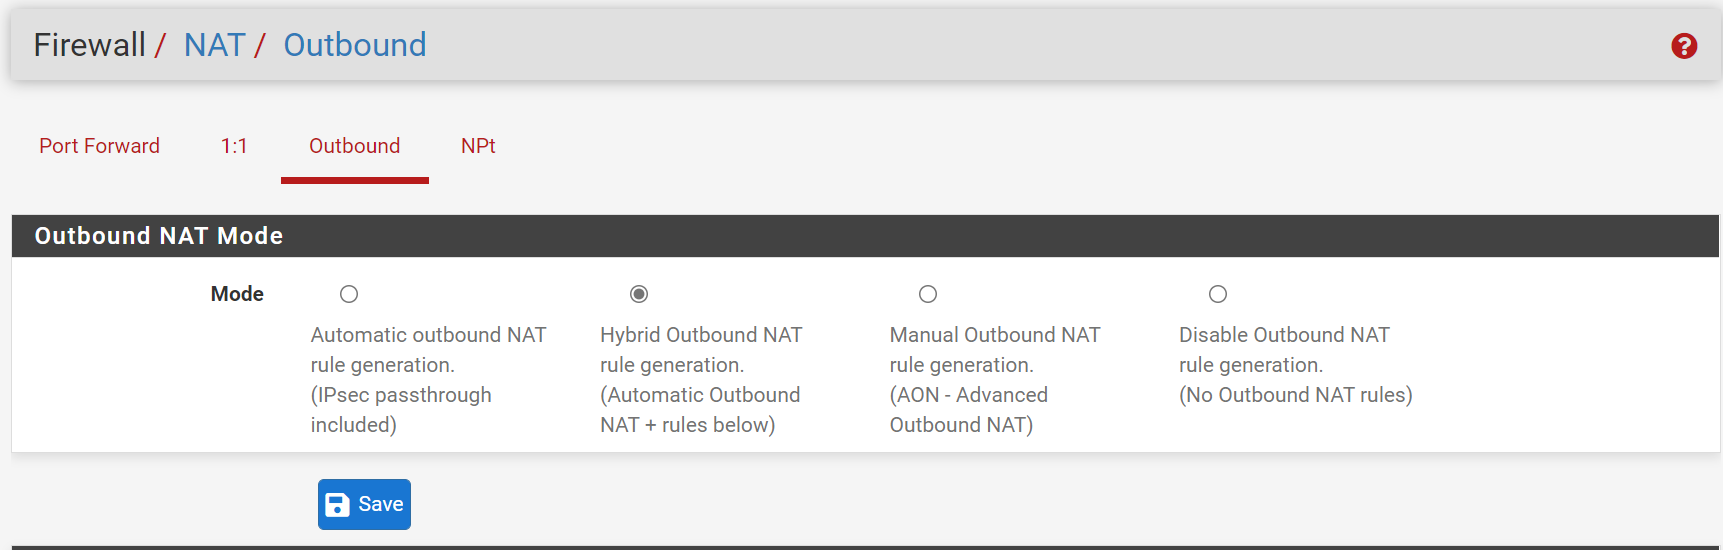 Firewall / NAT / Outbound
Port Forward 1:1 Outbound NPt
Outbound NAT Mode
Mode
Automatic outbound NAT
rule generation.
(IPsec passthrough
included)
Hybrid Outbound NAT
rule generation.
(Automatic Outbound
NAT + rules below)
Manual Outbound NAT
rule generation.
(AON - Advanced
Outbound NAT)
Disable Outbound NAT
rule generation.
(No Outbound NAT rules)
Save